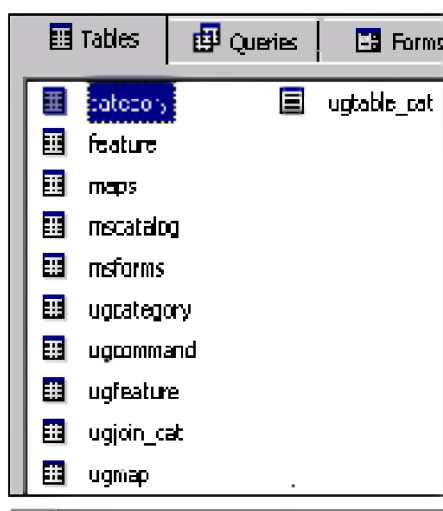 Tables Queries Forms
category ugtable_cat
feature
maps
mscatalog
msforms
ugcategory
ugcommand
ugfeature
ugjoin_cat
ugmap